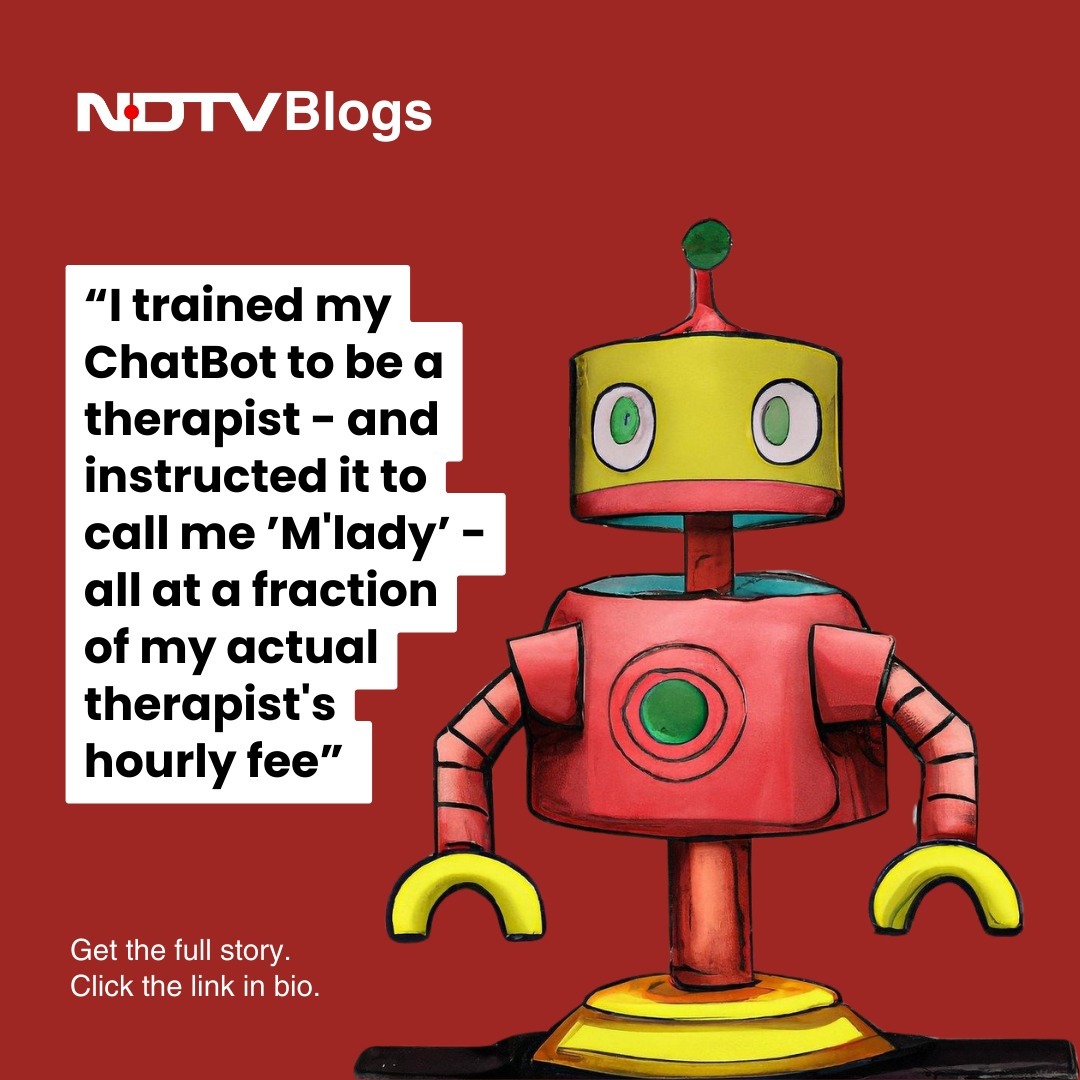 NDTV Blogs
“I trained my
ChatBot to be a
therapist - and
instructed it to
call me ’M'lady’ -
all at a fraction
of my actual
therapist's
hourly fee”
Get the full story.
Click the link in bio.